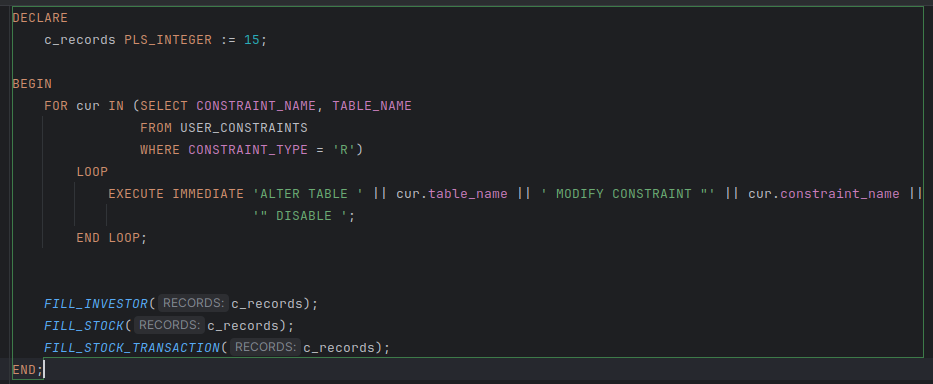 DECLARE
    c_records PLS_INTEGER := 15;
BEGIN
    FOR cur IN (SELECT CONSTRAINT_NAME, TABLE_NAME
                FROM USER_CONSTRAINTS
                WHERE CONSTRAINT_TYPE = 'R')
        LOOP
            EXECUTE IMMEDIATE 'ALTER TABLE ' || cur.table_name || ' MODIFY CONSTRAINT "' || cur.constraint_name ||
                              '" DISABLE ';
        END LOOP;
    FILL_INVESTOR( RECORDS: c_records);
    FILL_STOCK( RECORDS: c_records);
    FILL_STOCK_TRANSACTION( RECORDS: c_records);
END;